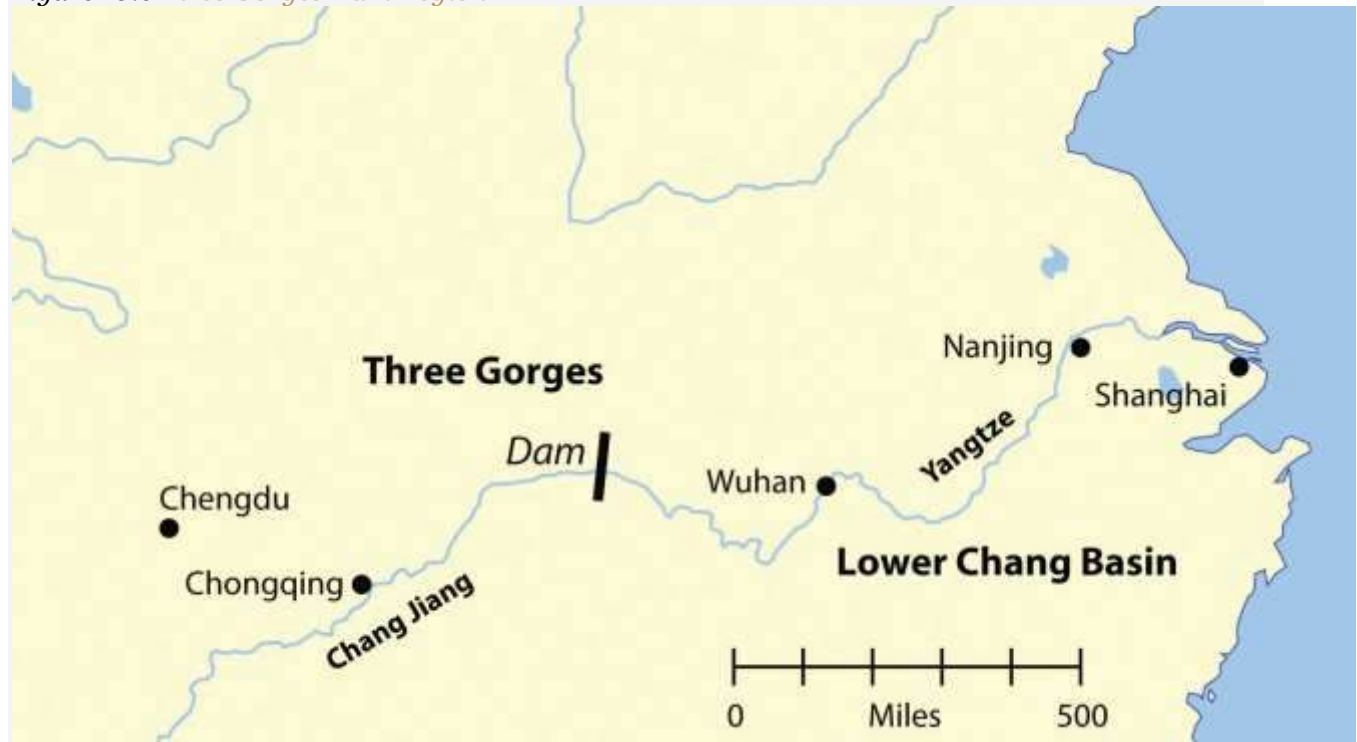 Three Gorges
Dam
Chengdu
Chongqing
Chang Jiang
Wuhan
Yangtze
Nanjing
Shanghai
Lower Chang Basin
0 Miles 500